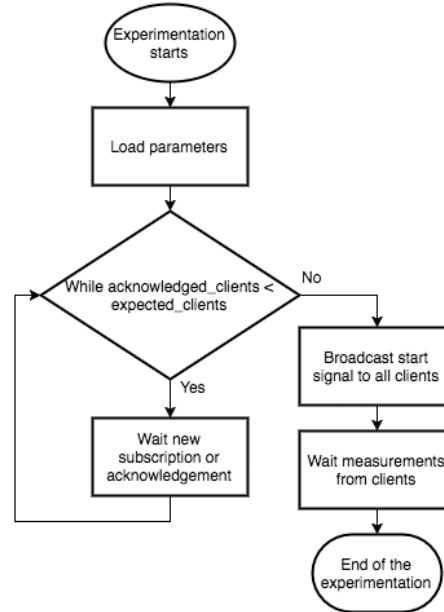 Experimentation
starts
Load parameters
While acknowledged_clients <
expected_clients
No
Yes
Broadcast start
signal to all clients
Wait new
subscription or
acknowledgement
Wait measurements
from clients
End of the
experimentation